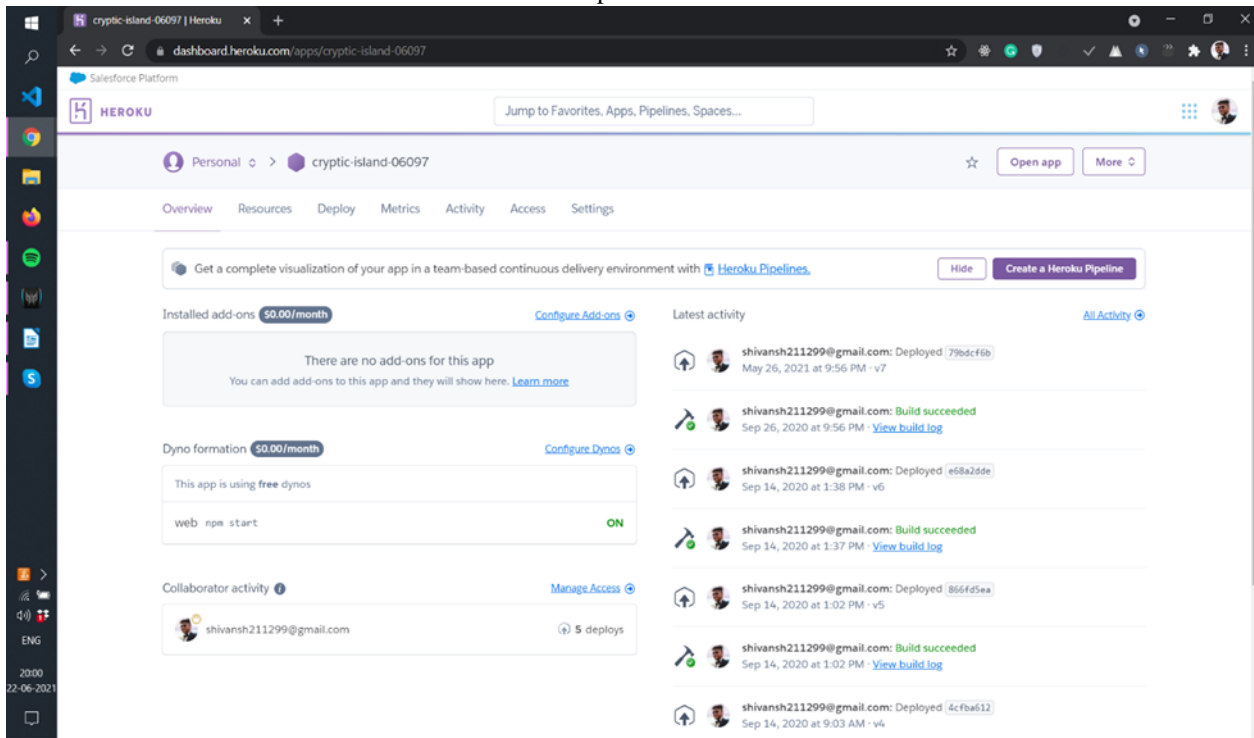 cryptic-island-06097 | Heroku
dashboard.heroku.com/apps/cryptic-island-06097
Salesforce Platform
HEROKU
Jump to Favorites, Apps, Pipelines, Spaces...
Personal > cryptic-island-06097
Open app
More
Overview Resources Deploy Metrics Activity Access Settings
Get a complete visualization of your app in a team-based continuous delivery environment with Heroku Pipelines.
Hide
Create a Heroku Pipeline
Installed add-ons $0.00/month
Configure Add-ons
There are no add-ons for this app
You can add add-ons to this app and they will show here. Learn more
Dyno formation $0.00/month
Configure Dynos
This app is using free dynos
web npm start
ON
Collaborator activity
Manage Access
shivansh211299@gmail.com
5 deploys
Latest activity
All Activity
shivansh211299@gmail.com: Deployed 79bdcf6b
May 26, 2021 at 9:56 PM · v7
shivansh211299@gmail.com: Build succeeded
Sep 26, 2020 at 9:56 PM · View build log
shivansh211299@gmail.com: Deployed e68a2dde
Sep 14, 2020 at 1:38 PM · v6
shivansh211299@gmail.com: Build succeeded
Sep 14, 2020 at 1:37 PM · View build log
shivansh211299@gmail.com: Deployed 866fd5ea
Sep 14, 2020 at 1:02 PM · v5
shivansh211299@gmail.com: Build succeeded
Sep 14, 2020 at 1:02 PM · View build log
shivansh211299@gmail.com: Deployed 4cfba612
Sep 14, 2020 at 9:03 AM · v4
ENG
20:00
22-06-2021